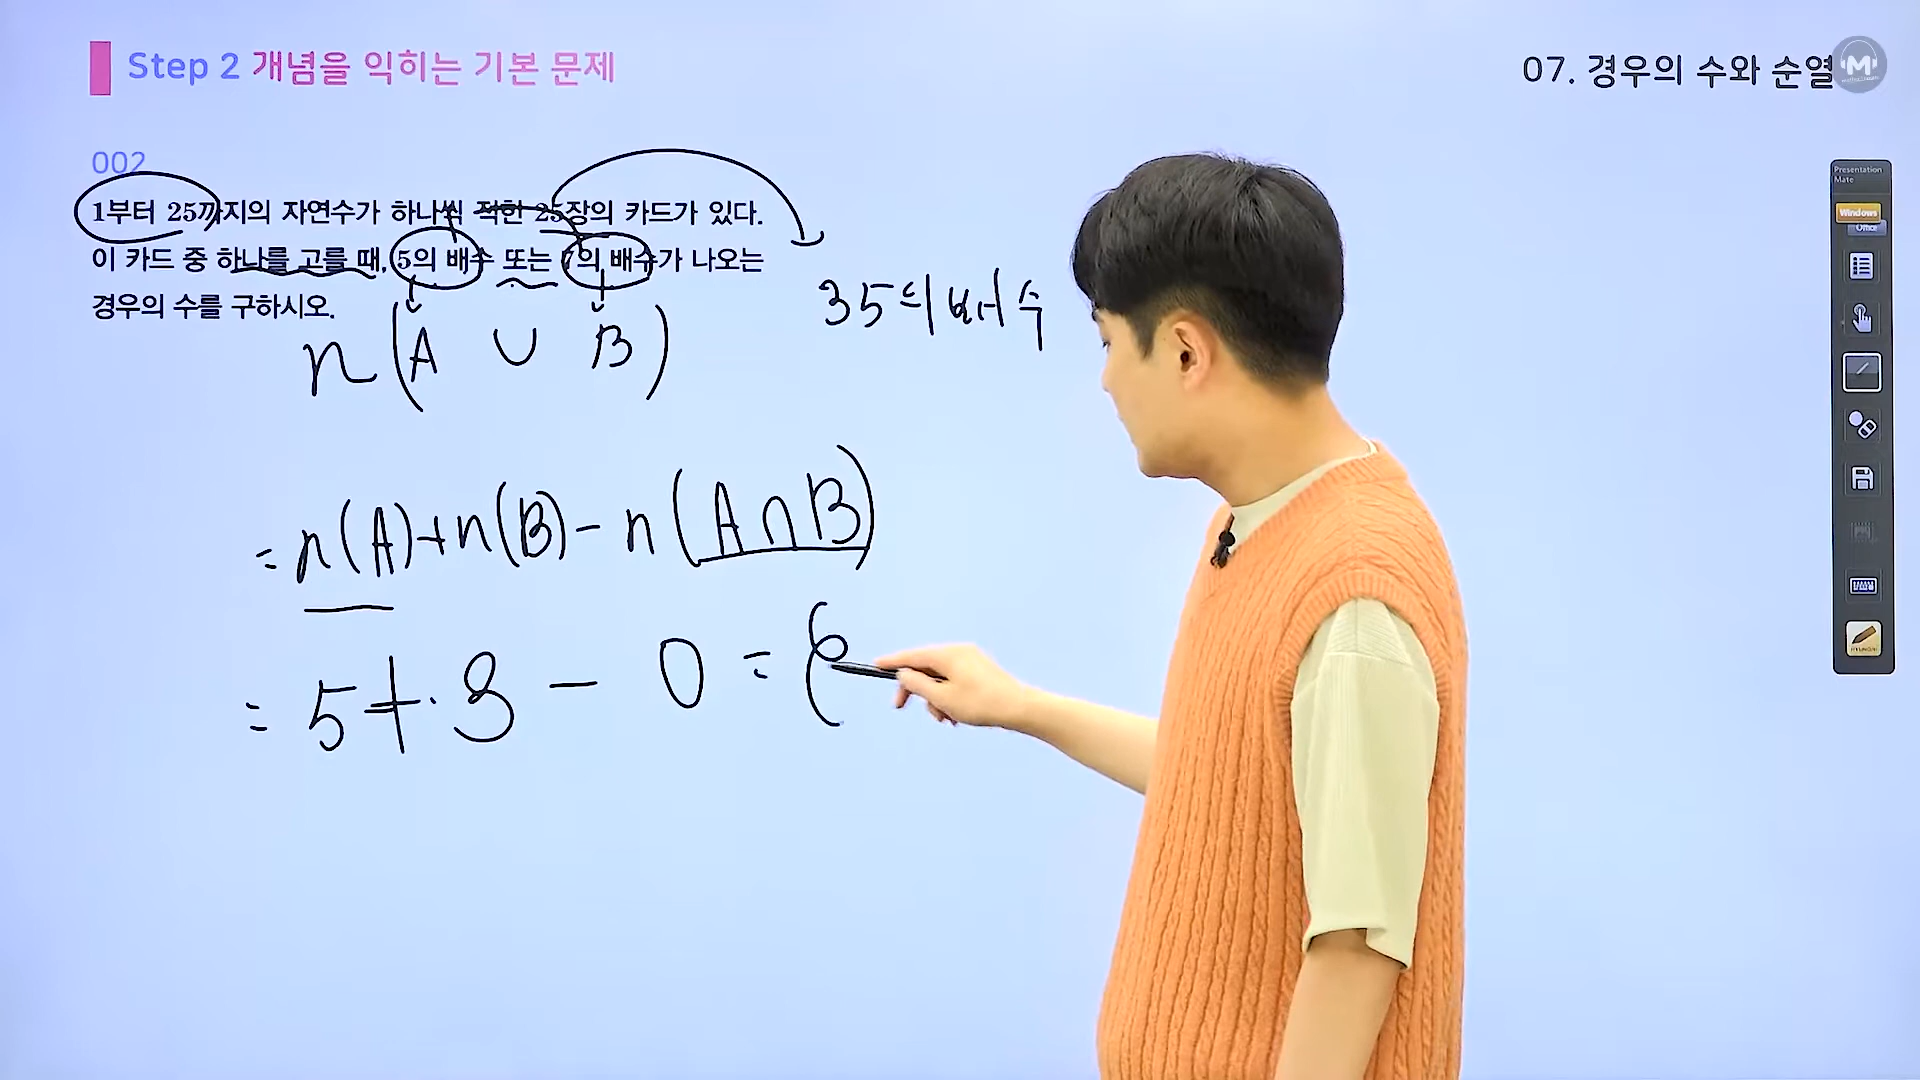 Step 2 개념을 익히는 기본 문제
07. 경우의 수와 순열
M
Presentation Mate
Windows
Office
002
1부터 25까지의 자연수가 하나씩 적힌 25장의 카드가 있다.
이 카드 중 하나를 고를 때, 5의 배수 또는 7의 배수가 나오는
경우의 수를 구하시오.
35의 배수
n(A ∪ B)
= n(A)+n(B)-n(A∩B)
= 5+3-0=